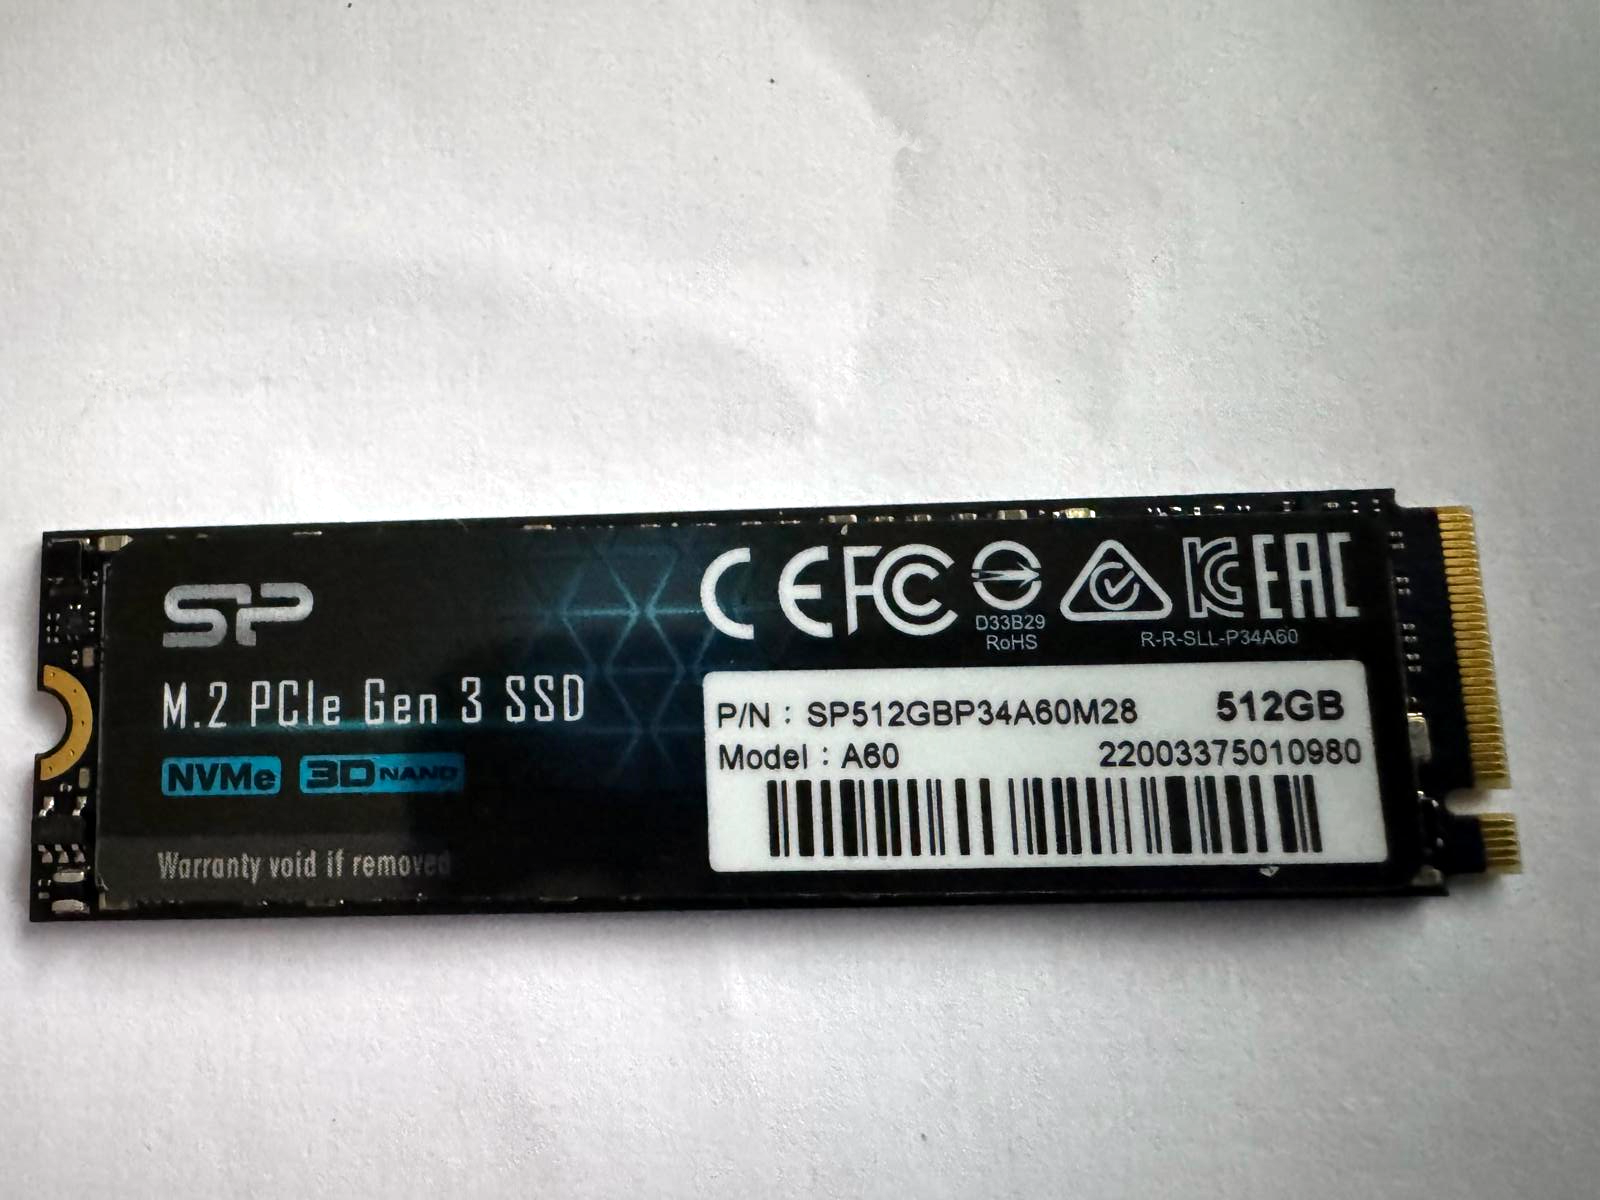 SP
M.2 PCIe Gen 3 SSD
NVMe 3D NAND
Warranty void if removed
CE FC KC EAC
D33B29
RoHS
R-R-SLL-P34A60
P/N : SP512GBP34A60M28 512GB
Model : A60 22003375010980